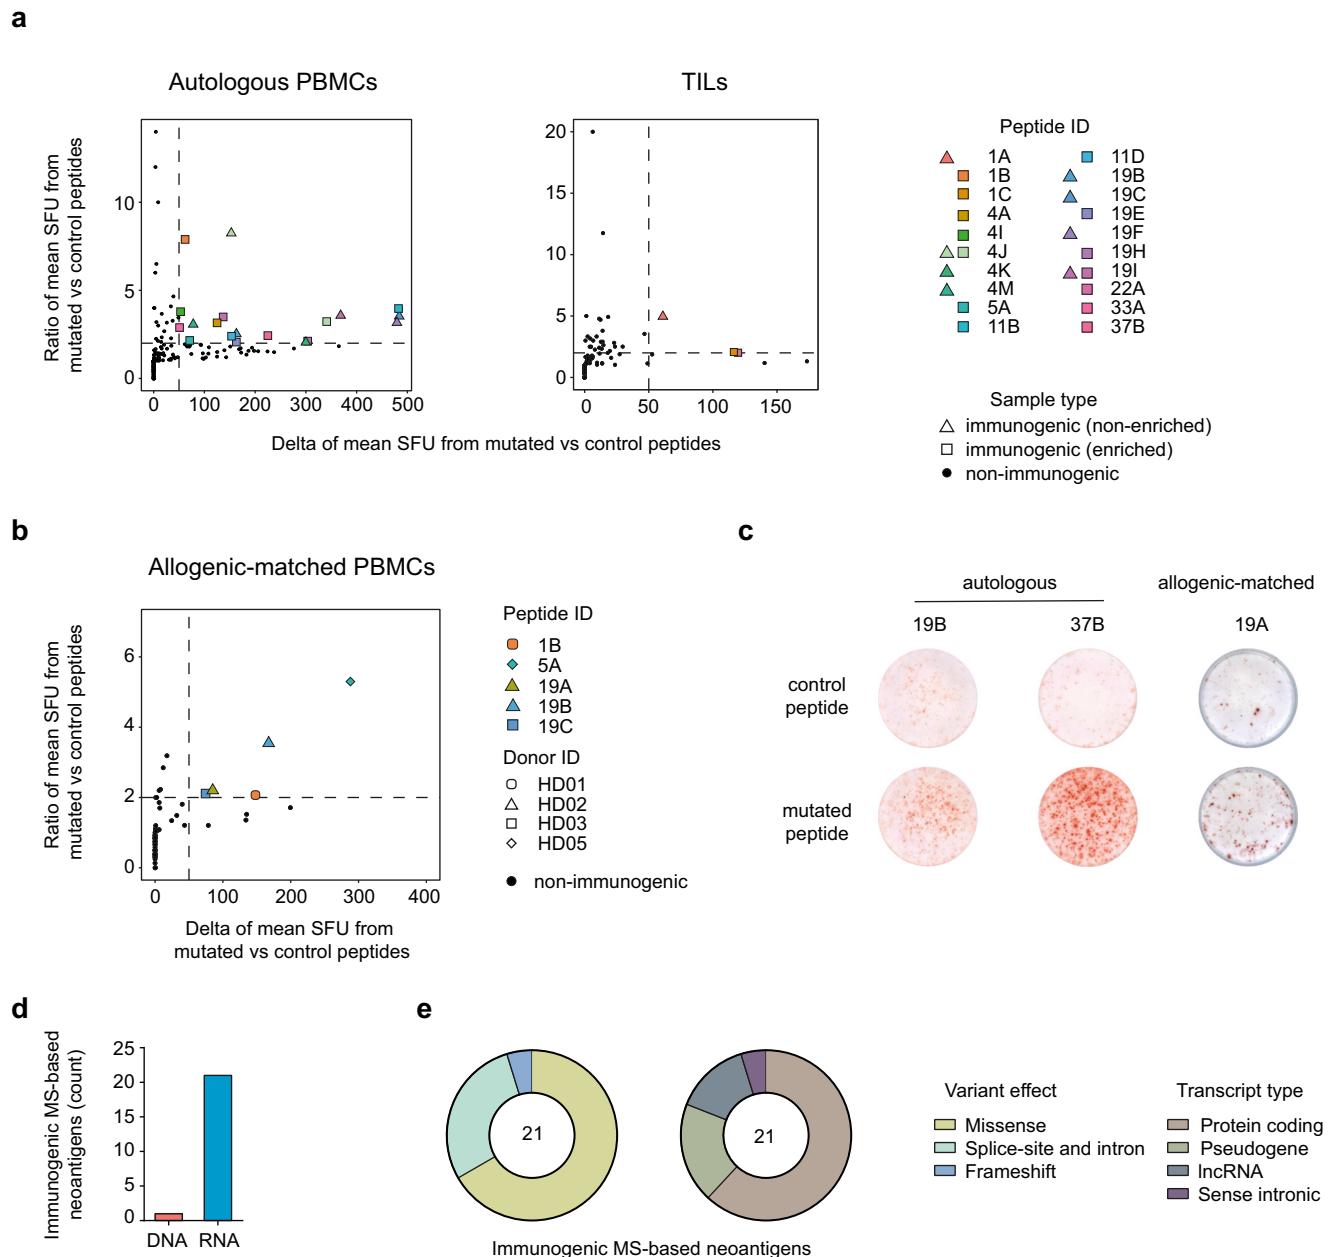 a
Autologous PBMCs
TILs
Ratio of mean SFU from
mutated vs control peptides
10
5
0
0 100 200 300 400 500
20
15
10
5
0
0 50 100 150
Delta of mean SFU from mutated vs control peptides
Peptide ID
1A
1B
1C
4A
4I
4J
4K
4M
5A
11B
11D
19B
19C
19E
19F
19H
19I
22A
33A
37B
Sample type
immunogenic (non-enriched)
immunogenic (enriched)
non-immunogenic
b
Allogenic-matched PBMCs
Ratio of mean SFU from
mutated vs control peptides
6
4
2
0
0 100 200 300 400
Delta of mean SFU from
mutated vs control peptides
Peptide ID
1B
5A
19A
19B
19C
Donor ID
HD01
HD02
HD03
HD05
non-immunogenic
c
autologous
allogenic-matched
19B 37B 19A
control
peptide
mutated
peptide
d
Immunogenic MS-based
neoantigens (count)
25
20
15
10
5
0
DNA RNA
e
21
21
Immunogenic MS-based neoantigens
Variant effect
Missense
Splice-site and intron
Frameshift
Transcript type
Protein coding
Pseudogene
lncRNA
Sense intronic